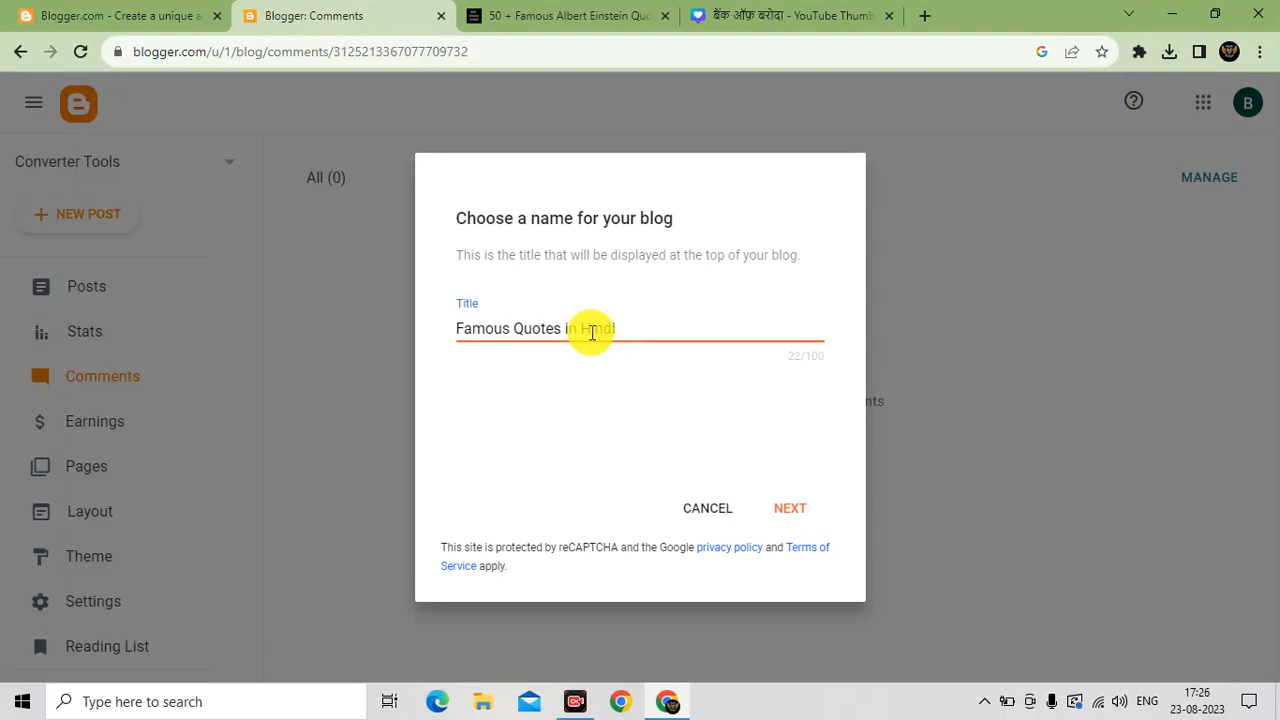 Blogger.com - Create a unique a
Blogger: Comments
50 + Famous Albert Einstein Quo
बैंक ऑफ़ बरोदा - YouTube Thumb
blogger.com/u/1/blog/comments/3125213367077709732
B
Converter Tools
All (0)
MANAGE
NEW POST
Posts
Stats
Comments
Earnings
Pages
Layout
Theme
Settings
Reading List
Choose a name for your blog
This is the title that will be displayed at the top of your blog.
Title
Famous Quotes in Hindi
22/100
nts
CANCEL
NEXT
This site is protected by reCAPTCHA and the Google privacy policy and Terms of
Service apply.
Type here to search
ENG
17:26
23-08-2023